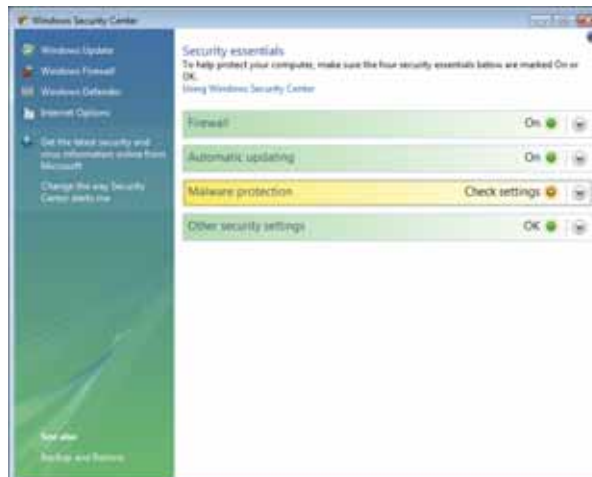 Windows Security Center
Windows Update
Windows Firewall
Windows Defender
Internet Options
Get the latest security and
virus information online from
Microsoft
Change the way Security
Center alerts me
See also
Backup and Restore
Security essentials
To help protect your computer, make sure the four security essentials below are marked On or
OK.
Using Windows Security Center
Firewall On
Automatic updating On
Malware protection Check settings
Other security settings OK